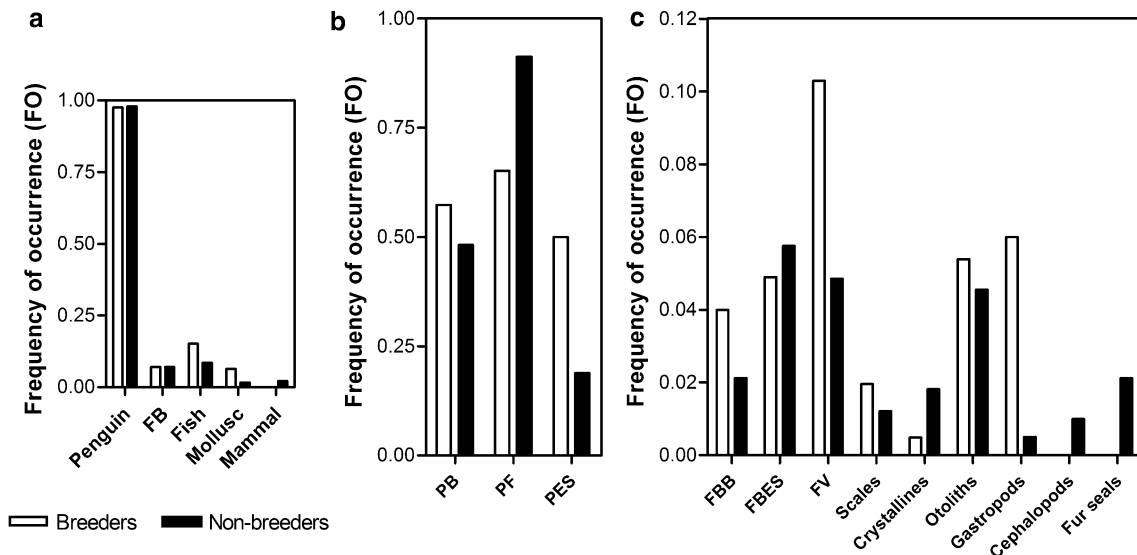 a
Frequency of occurrence (FO)
1.00
0.75
0.50
0.25
0.00
Penguin
FB
Fish
Mollusc
Mammal
b
Frequency of occurrence (FO)
1.00
0.75
0.50
0.25
0.00
PB
PF
PES
c
Frequency of occurrence (FO)
0.12
0.10
0.08
0.06
0.04
0.02
0.00
FBB
FBES
FV
Scales
Crystallines
Otoliths
Gastropods
Cephalopods
Fur seals
Breeders
Non-breeders